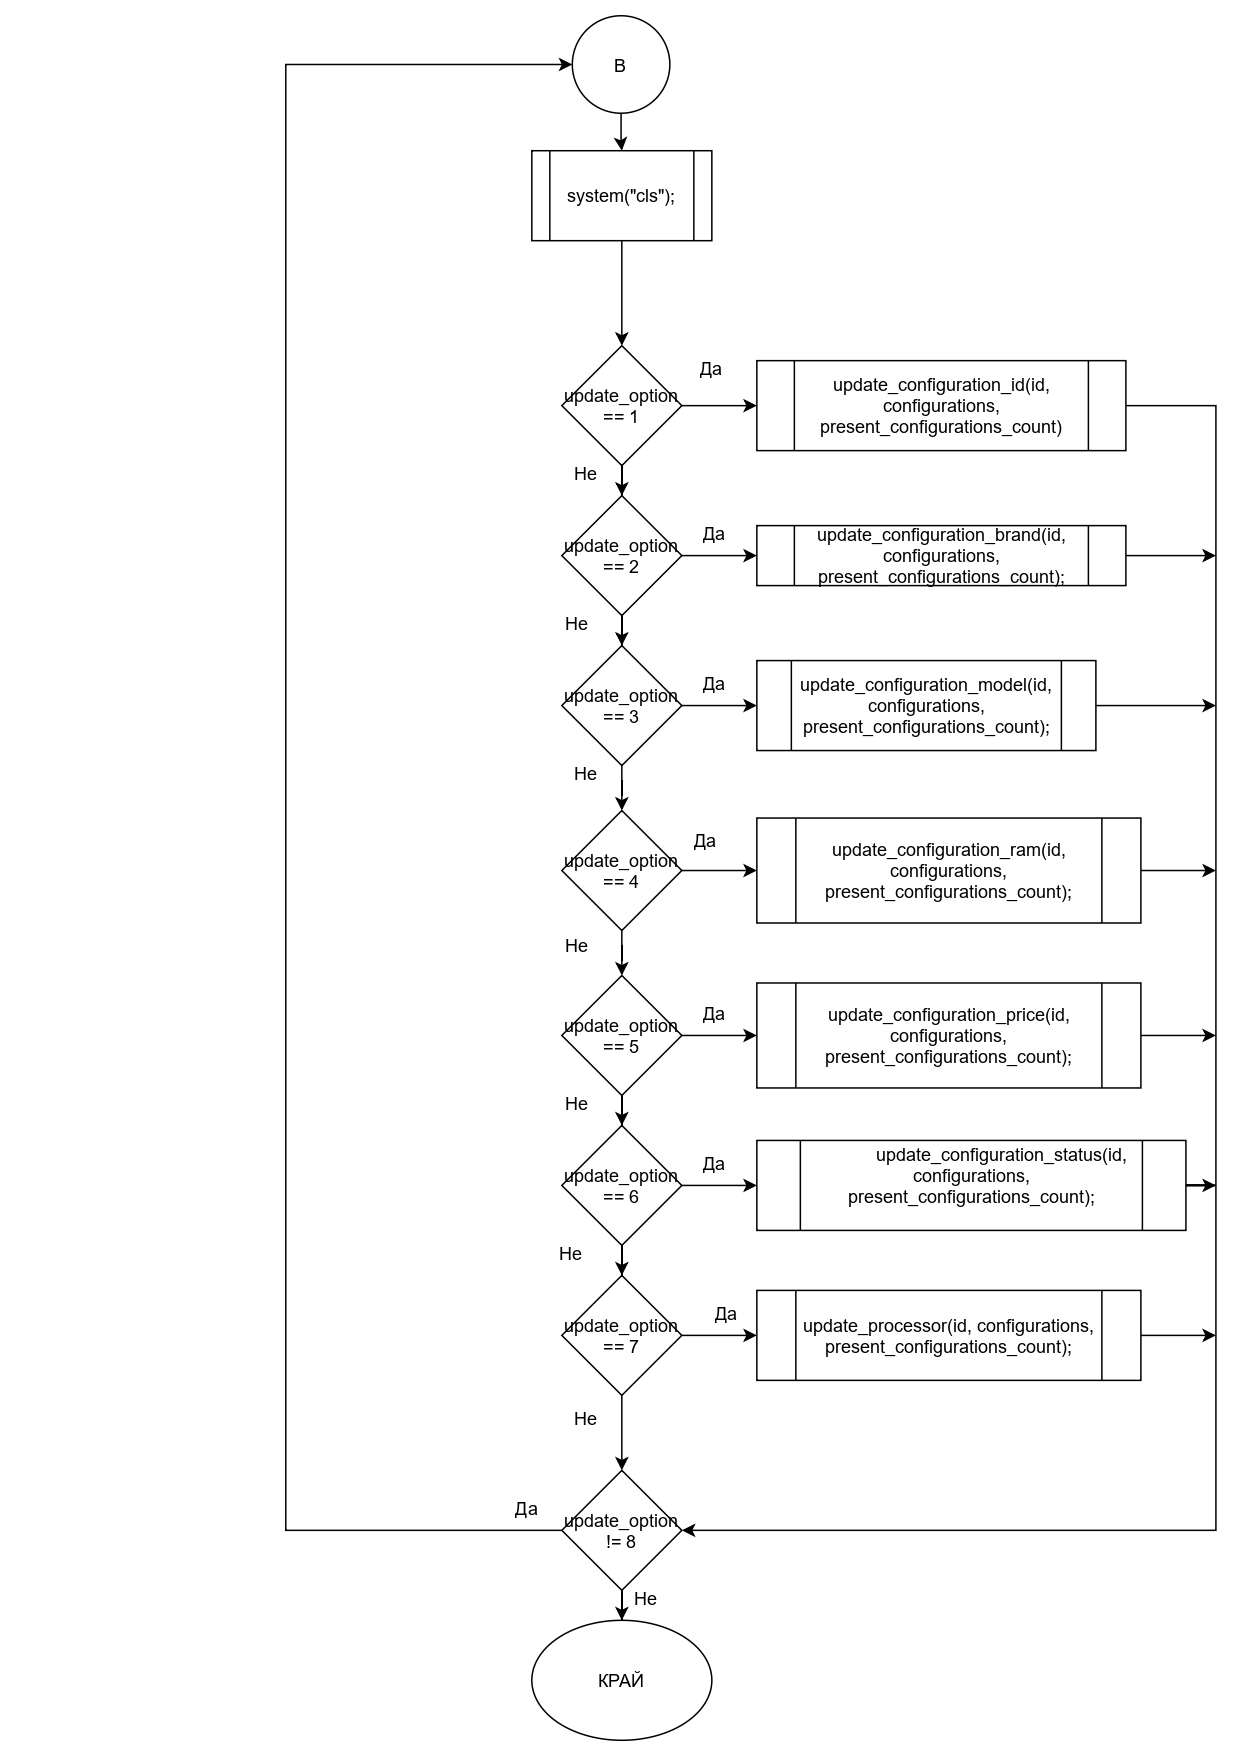 B
system("cls");
Да
update_option
== 1
update_configuration_id(id,
configurations,
present_configurations_count)
Не
Да
update_option
== 2
update_configuration_brand(id,
configurations,
present_configurations_count);
Не
Да
update_option
== 3
update_configuration_model(id,
configurations,
present_configurations_count);
Не
Да
update_option
== 4
update_configuration_ram(id,
configurations,
present_configurations_count);
Не
Да
update_option
== 5
update_configuration_price(id,
configurations,
present_configurations_count);
Не
Да
update_option
== 6
update_configuration_status(id,
configurations,
present_configurations_count);
Не
Да
update_option
== 7
update_processor(id, configurations,
present_configurations_count);
Не
Да
update_option
!= 8
Не
КРАЙ